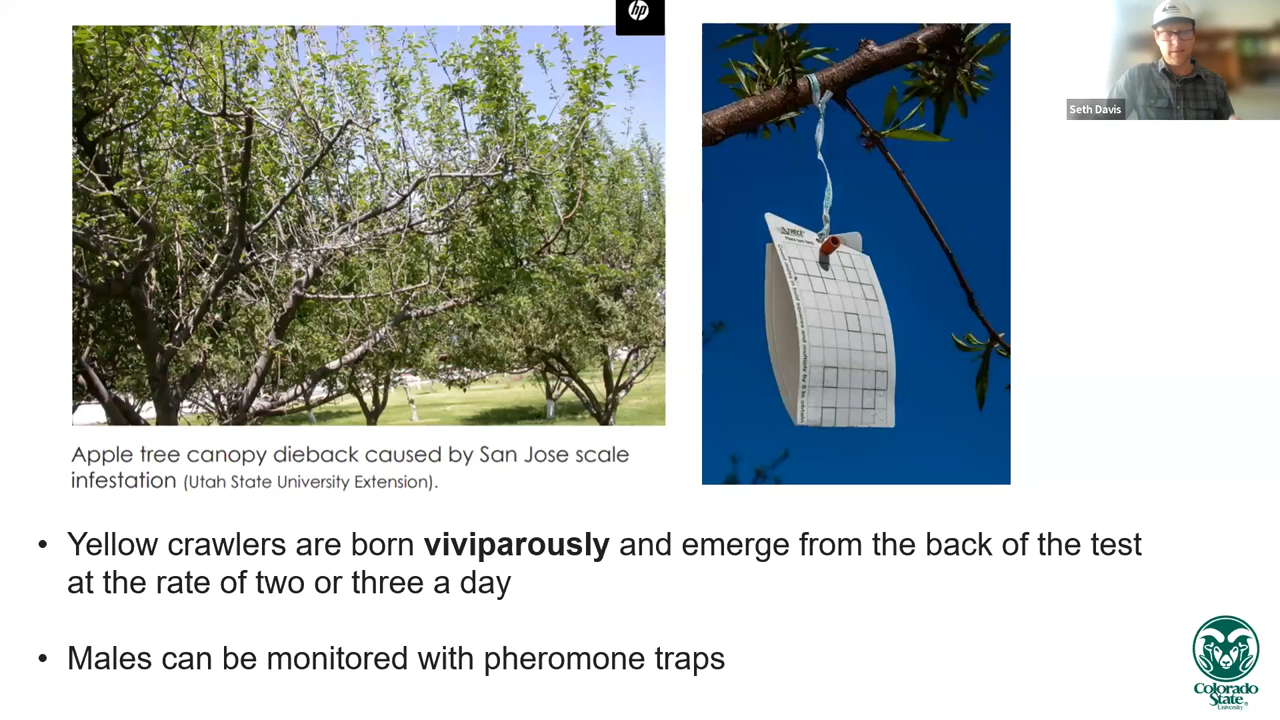 hp
Seth Davis
Apple tree canopy dieback caused by San Jose scale
infestation (Utah State University Extension).
• Yellow crawlers are born viviparously and emerge from the back of the test
at the rate of two or three a day
• Males can be monitored with pheromone traps
Colorado
State
University